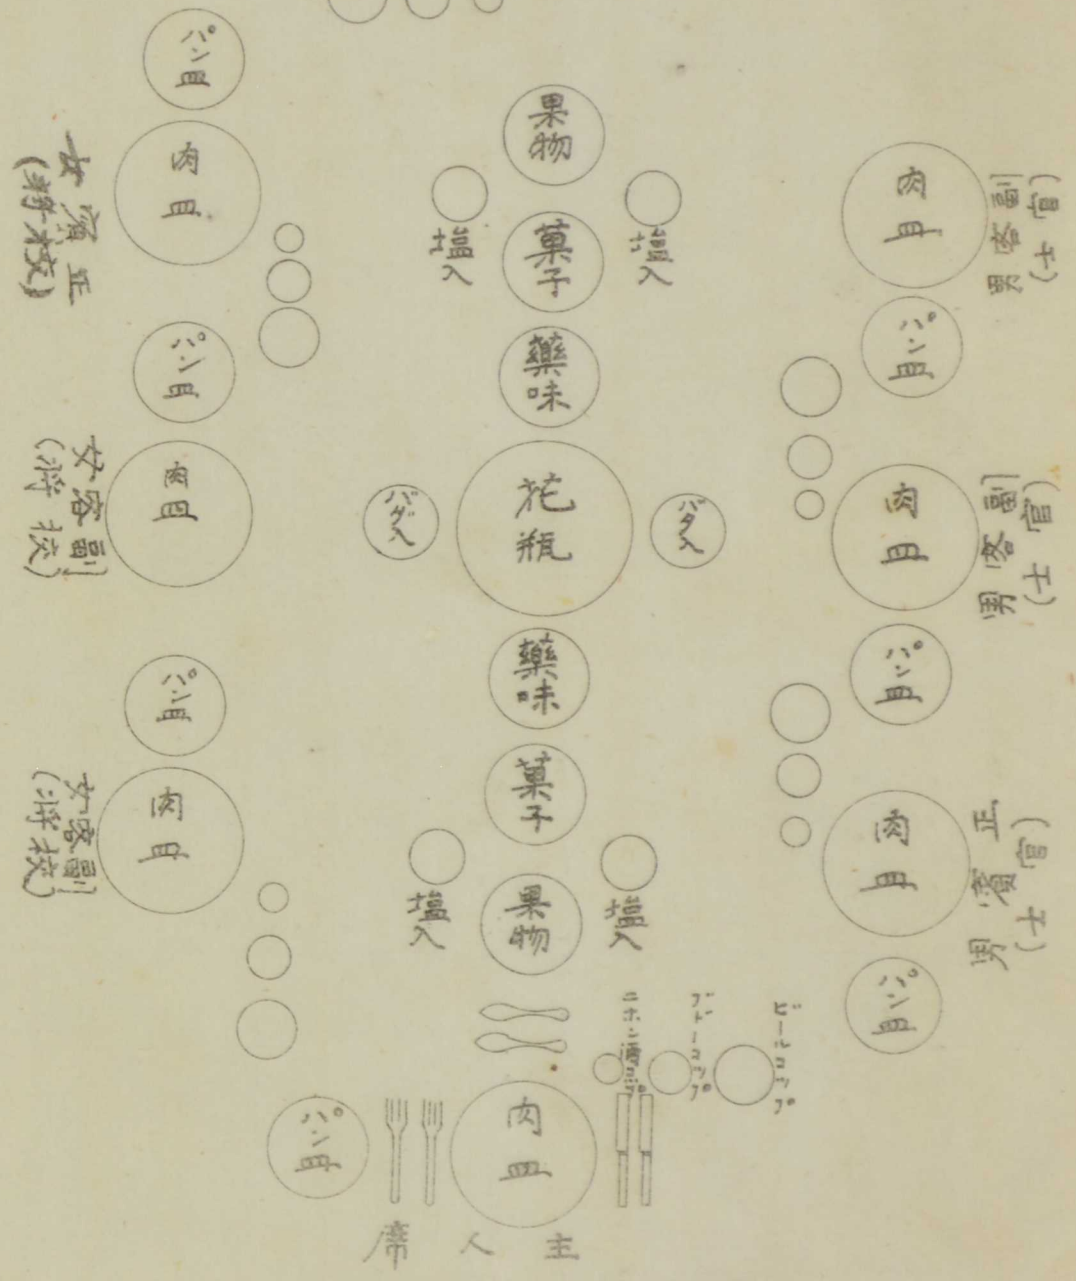 パン皿
肉皿
女賓正
(将校)
パン皿
肉皿
女客副
(将校)
パン皿
肉皿
女客副
(将校)
果物
塩入
塩入
菓子
藥味
花瓶
バタ入
バタ入
藥味
菓子
塩入
塩入
果物
肉皿
男客副
(士官)
パン皿
肉皿
男客副
(士官)
パン皿
肉皿
男賓正
(士官)
パン皿
ビールコップ
ブドーコップ
ニホン酒コップ
パン皿
肉皿
主人席